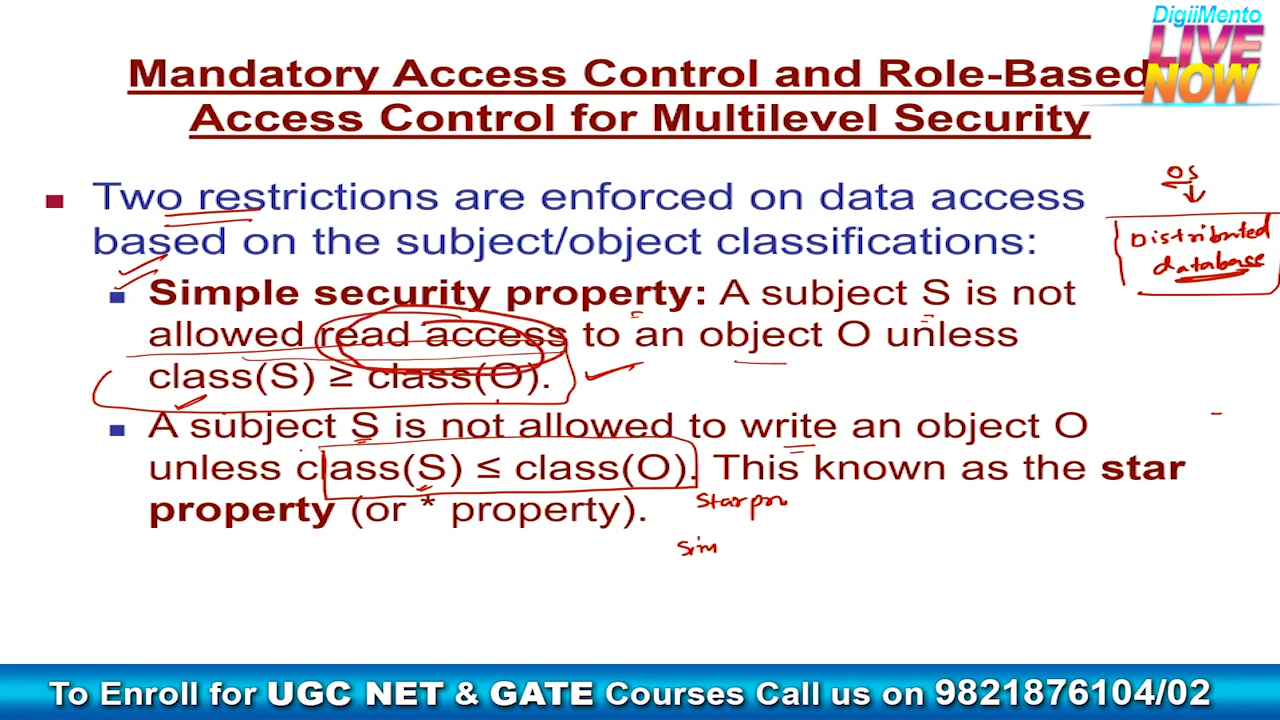 DigiiMento
LIVE
NOW
Mandatory Access Control and Role-Based
Access Control for Multilevel Security
OS
Distributed
database
Two restrictions are enforced on data access
based on the subject/object classifications:
Simple security property: A subject S is not
allowed read access to an object O unless
class(S) ≥ class(O).
A subject S is not allowed to write an object O
unless class(S) ≤ class(O). This known as the star
property (or * property).
Star pro
Sim
To Enroll for UGC NET & GATE Courses Call us on 9821876104/02